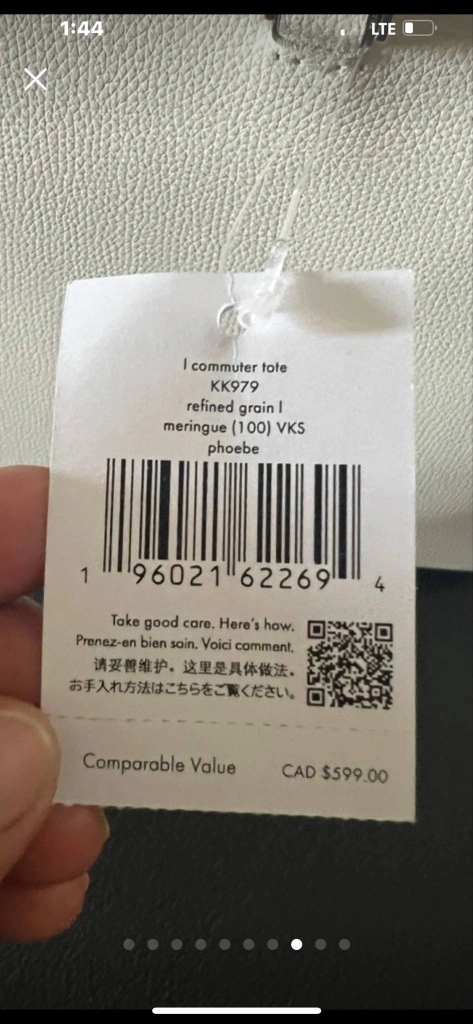 1:44
LTE
l commuter tote
KK979
refined grain l
meringue (100) VKS
phoebe
1 96021 62269 4
Take good care. Here's how.
Prenez-en bien soin. Voici comment.
请妥善维护。这里是具体做法。
お手入れ方法はこちらをご覧ください。
Comparable Value CAD $599.00